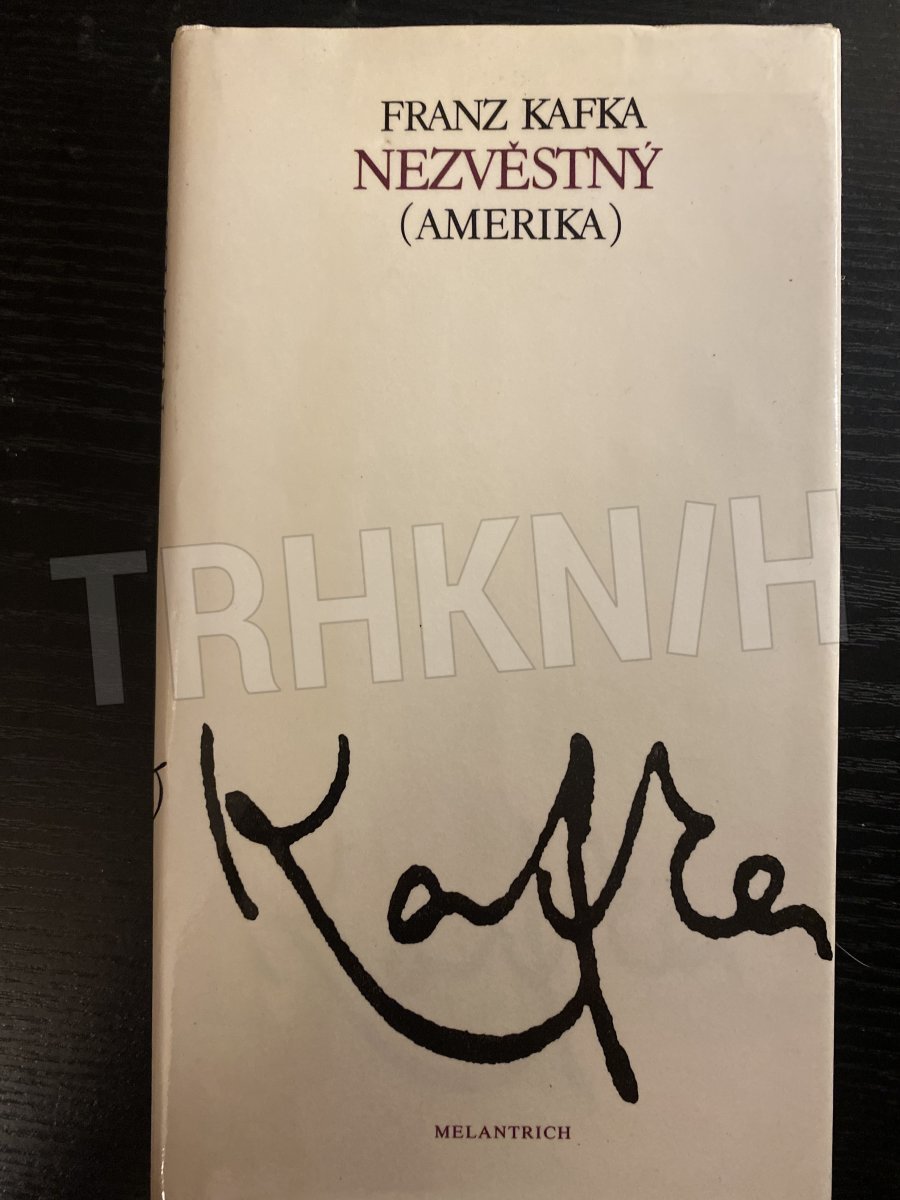 FRANZ KAFKA
NEZVĚSTNÝ
(AMERIKA)
TRHKNIH
Kafka
MELANTRICH